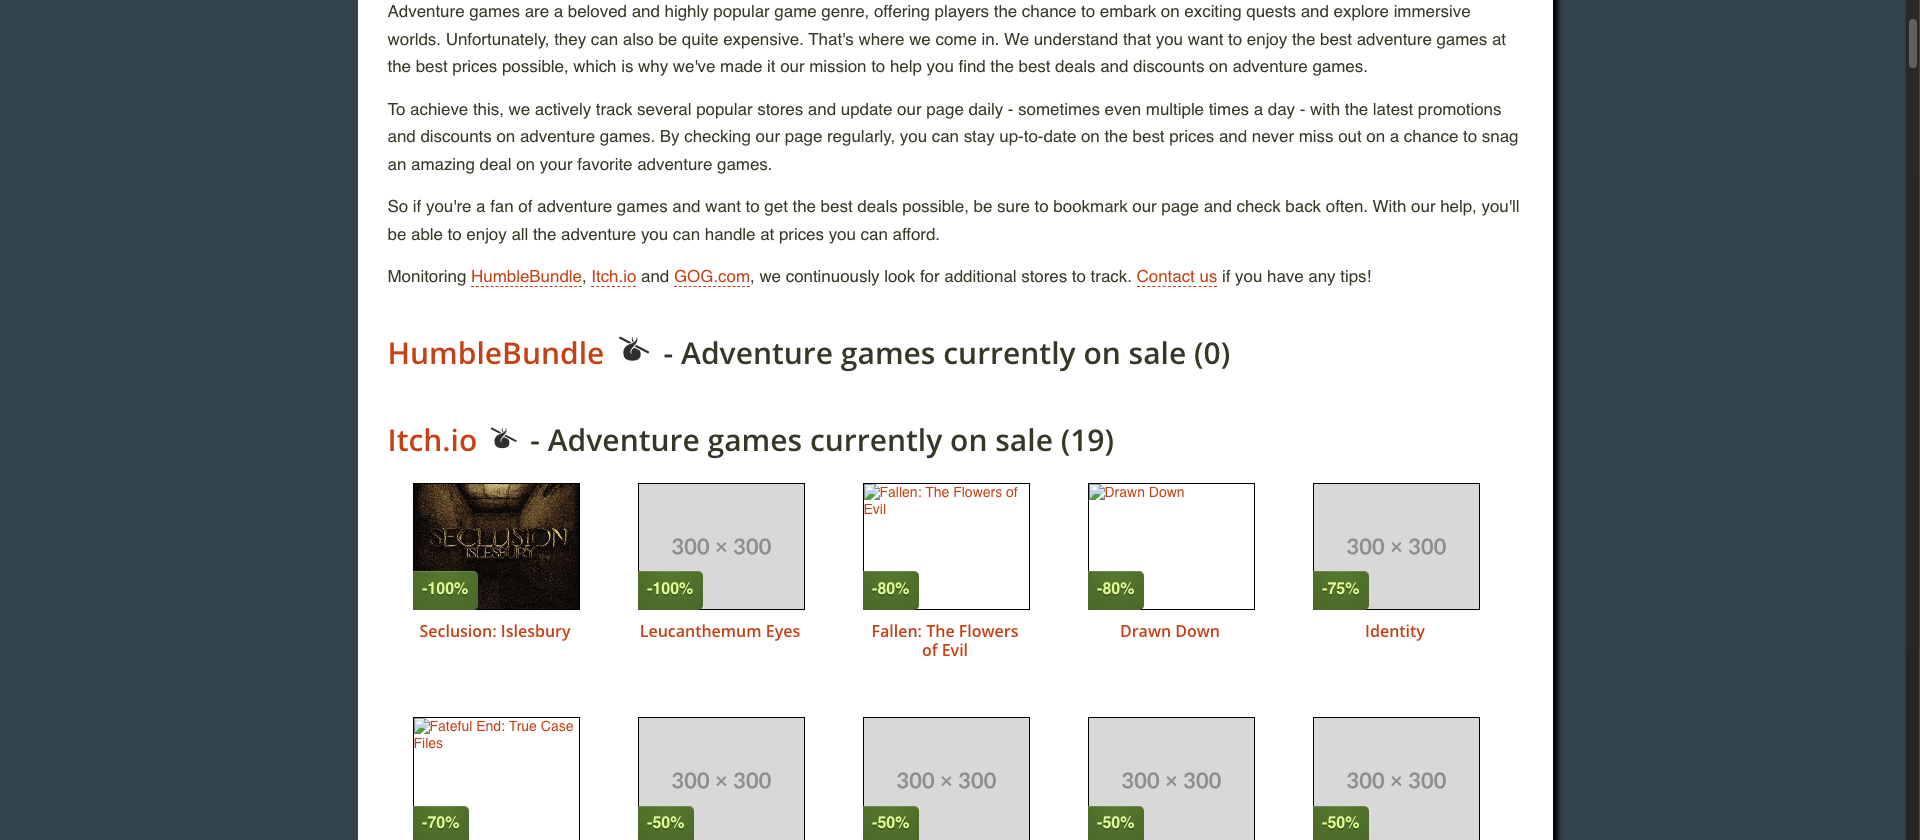 Adventure games are a beloved and highly popular game genre, offering players the chance to embark on exciting quests and explore immersive
worlds. Unfortunately, they can also be quite expensive. That's where we come in. We understand that you want to enjoy the best adventure games at
the best prices possible, which is why we've made it our mission to help you find the best deals and discounts on adventure games.
To achieve this, we actively track several popular stores and update our page daily - sometimes even multiple times a day - with the latest promotions
and discounts on adventure games. By checking our page regularly, you can stay up-to-date on the best prices and never miss out on a chance to snag
an amazing deal on your favorite adventure games.
So if you're a fan of adventure games and want to get the best deals possible, be sure to bookmark our page and check back often. With our help, you'll
be able to enjoy all the adventure you can handle at prices you can afford.
Monitoring HumbleBundle, Itch.io and GOG.com, we continuously look for additional stores to track. Contact us if you have any tips!
HumbleBundle - Adventure games currently on sale (0)
Itch.io - Adventure games currently on sale (19)
SECLUSION
ISLESBURY
-100%
Seclusion: Islesbury
300 × 300
-100%
Leucanthemum Eyes
Fallen: The Flowers of
Evil
-80%
Fallen: The Flowers
of Evil
Drawn Down
-80%
Drawn Down
300 × 300
-75%
Identity
Fateful End: True Case
Files
-70%
300 × 300
-50%
300 × 300
-50%
300 × 300
-50%
300 × 300
-50%